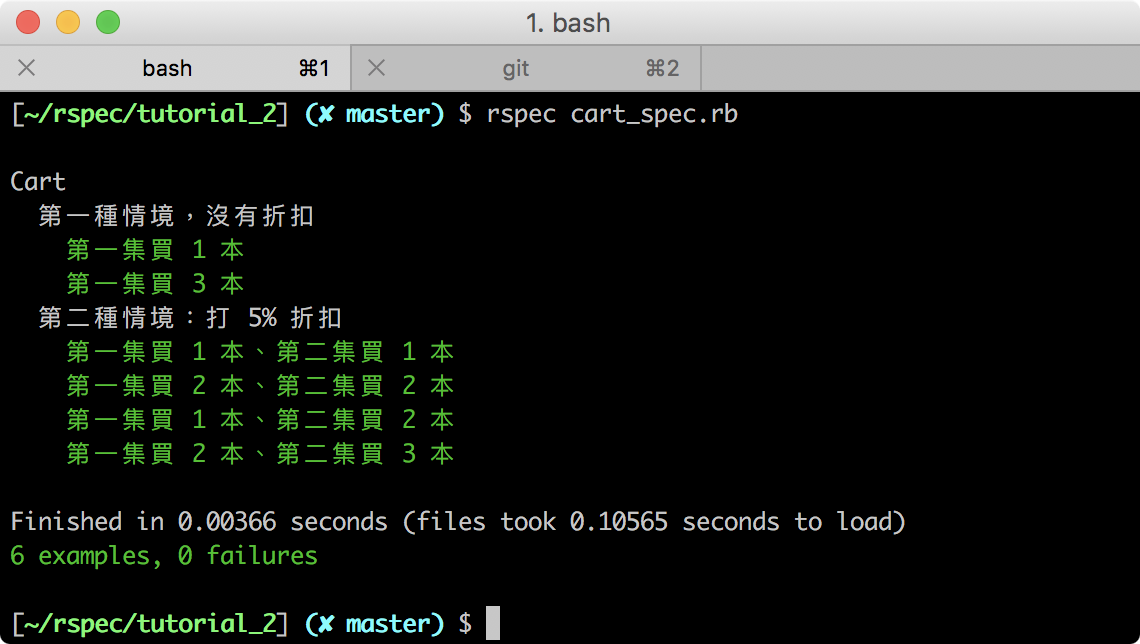 1. bash
bash ⌘1 git ⌘2
[~/rspec/tutorial_2] (✘ master) $ rspec cart_spec.rb
Cart
第一種情境，沒有折扣
第一集買 1 本
第一集買 3 本
第二種情境：打 5% 折扣
第一集買 1 本、第二集買 1 本
第一集買 2 本、第二集買 2 本
第一集買 1 本、第二集買 2 本
第一集買 2 本、第二集買 3 本
Finished in 0.00366 seconds (files took 0.10565 seconds to load)
6 examples, 0 failures
[~/rspec/tutorial_2] (✘ master) $